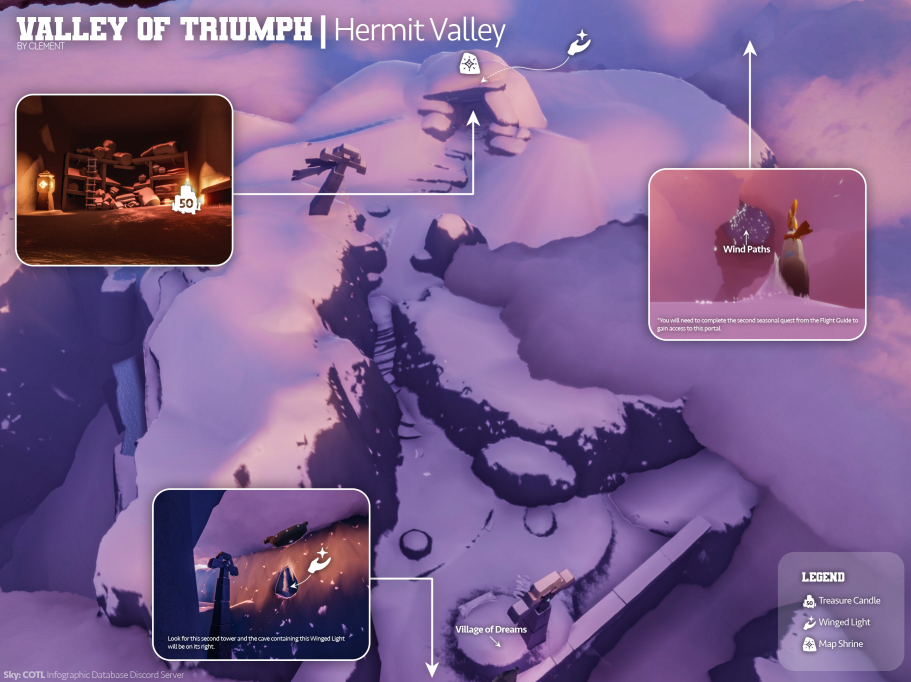 VALLEY OF TRIUMPH | Hermit Valley
BY CLEMENT
50
Wind Paths
*You will need to complete the second seasonal quest from the Flight Guide to
gain access to this portal.
Look for this second tower and the cave containing this Winged Light
will be on its right.
Village of Dreams
LEGEND
50
Treasure Candle
Winged Light
Map Shrine
Sky: COTL Infographic Database Discord Server